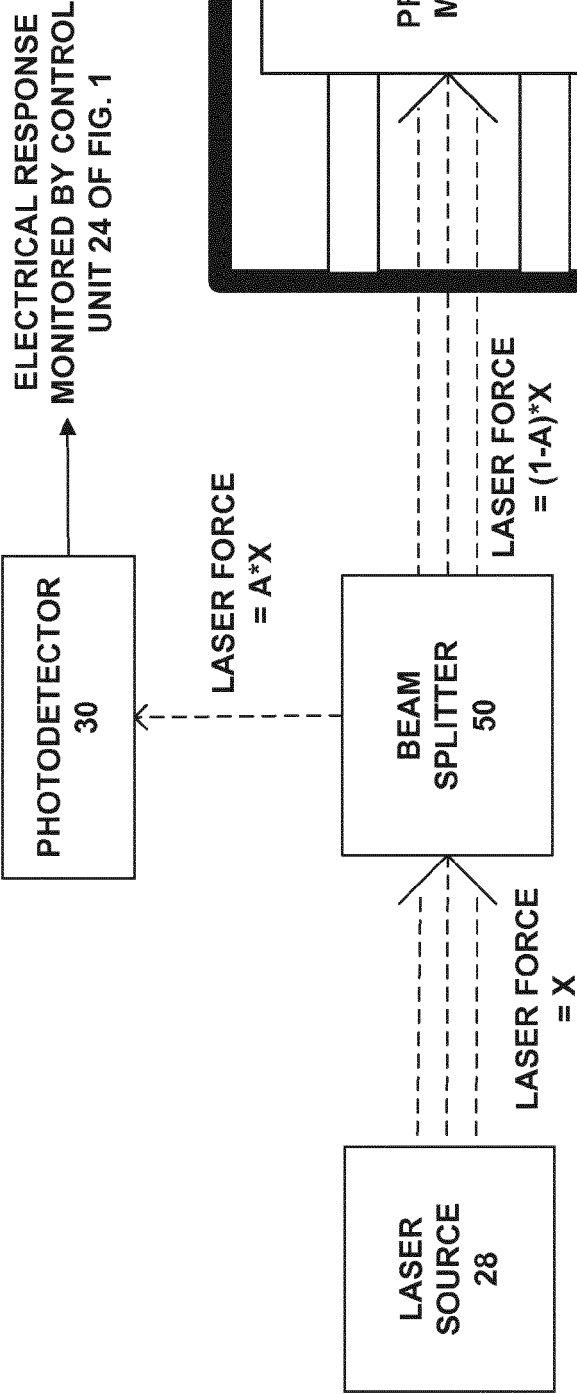 ELECTRICAL RESPONSE
MONITORED BY CONTROL
UNIT 24 OF FIG. 1
PHOTODETECTOR
30
LASER FORCE
= A*X
LASER
SOURCE
28
LASER FORCE
= X
BEAM
SPLITTER
50
LASER FORCE
= (1-A)*X